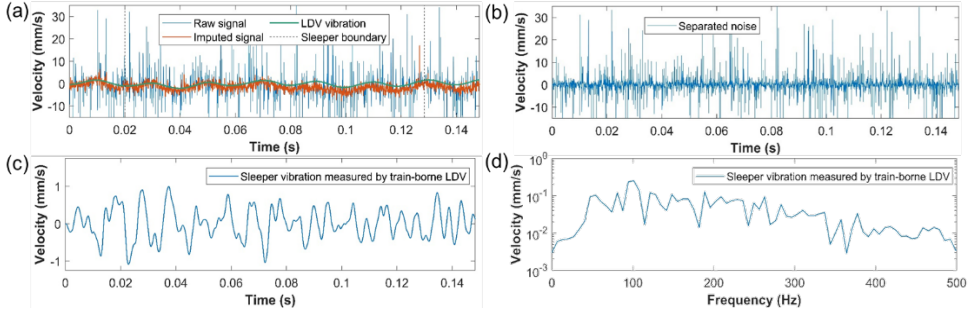 (a)
Raw signal
LDV vibration
Imputed signal
Sleeper boundary
Velocity (mm/s)
30
20
10
0
-10
0
0.02
0.04
0.06
0.08
0.1
0.12
0.14
Time (s)
(b)
Separated noise
Velocity (mm/s)
30
20
10
0
-10
0
0.02
0.04
0.06
0.08
0.1
0.12
0.14
Time (s)
(c)
Sleeper vibration measured by train-borne LDV
Velocity (mm/s)
1
0
-1
0
0.02
0.04
0.06
0.08
0.1
0.12
0.14
Time (s)
(d)
Sleeper vibration measured by train-borne LDV
Velocity (mm/s)
10^0
10^-1
10^-2
10^-3
0
100
200
300
400
500
Frequency (Hz)